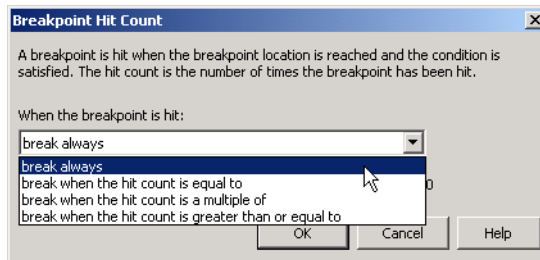 Breakpoint Hit Count
A breakpoint is hit when the breakpoint location is reached and the condition is
satisfied. The hit count is the number of times the breakpoint has been hit.
When the breakpoint is hit:
break always
break always
break when the hit count is equal to
break when the hit count is a multiple of
break when the hit count is greater than or equal to
0
OK Cancel Help